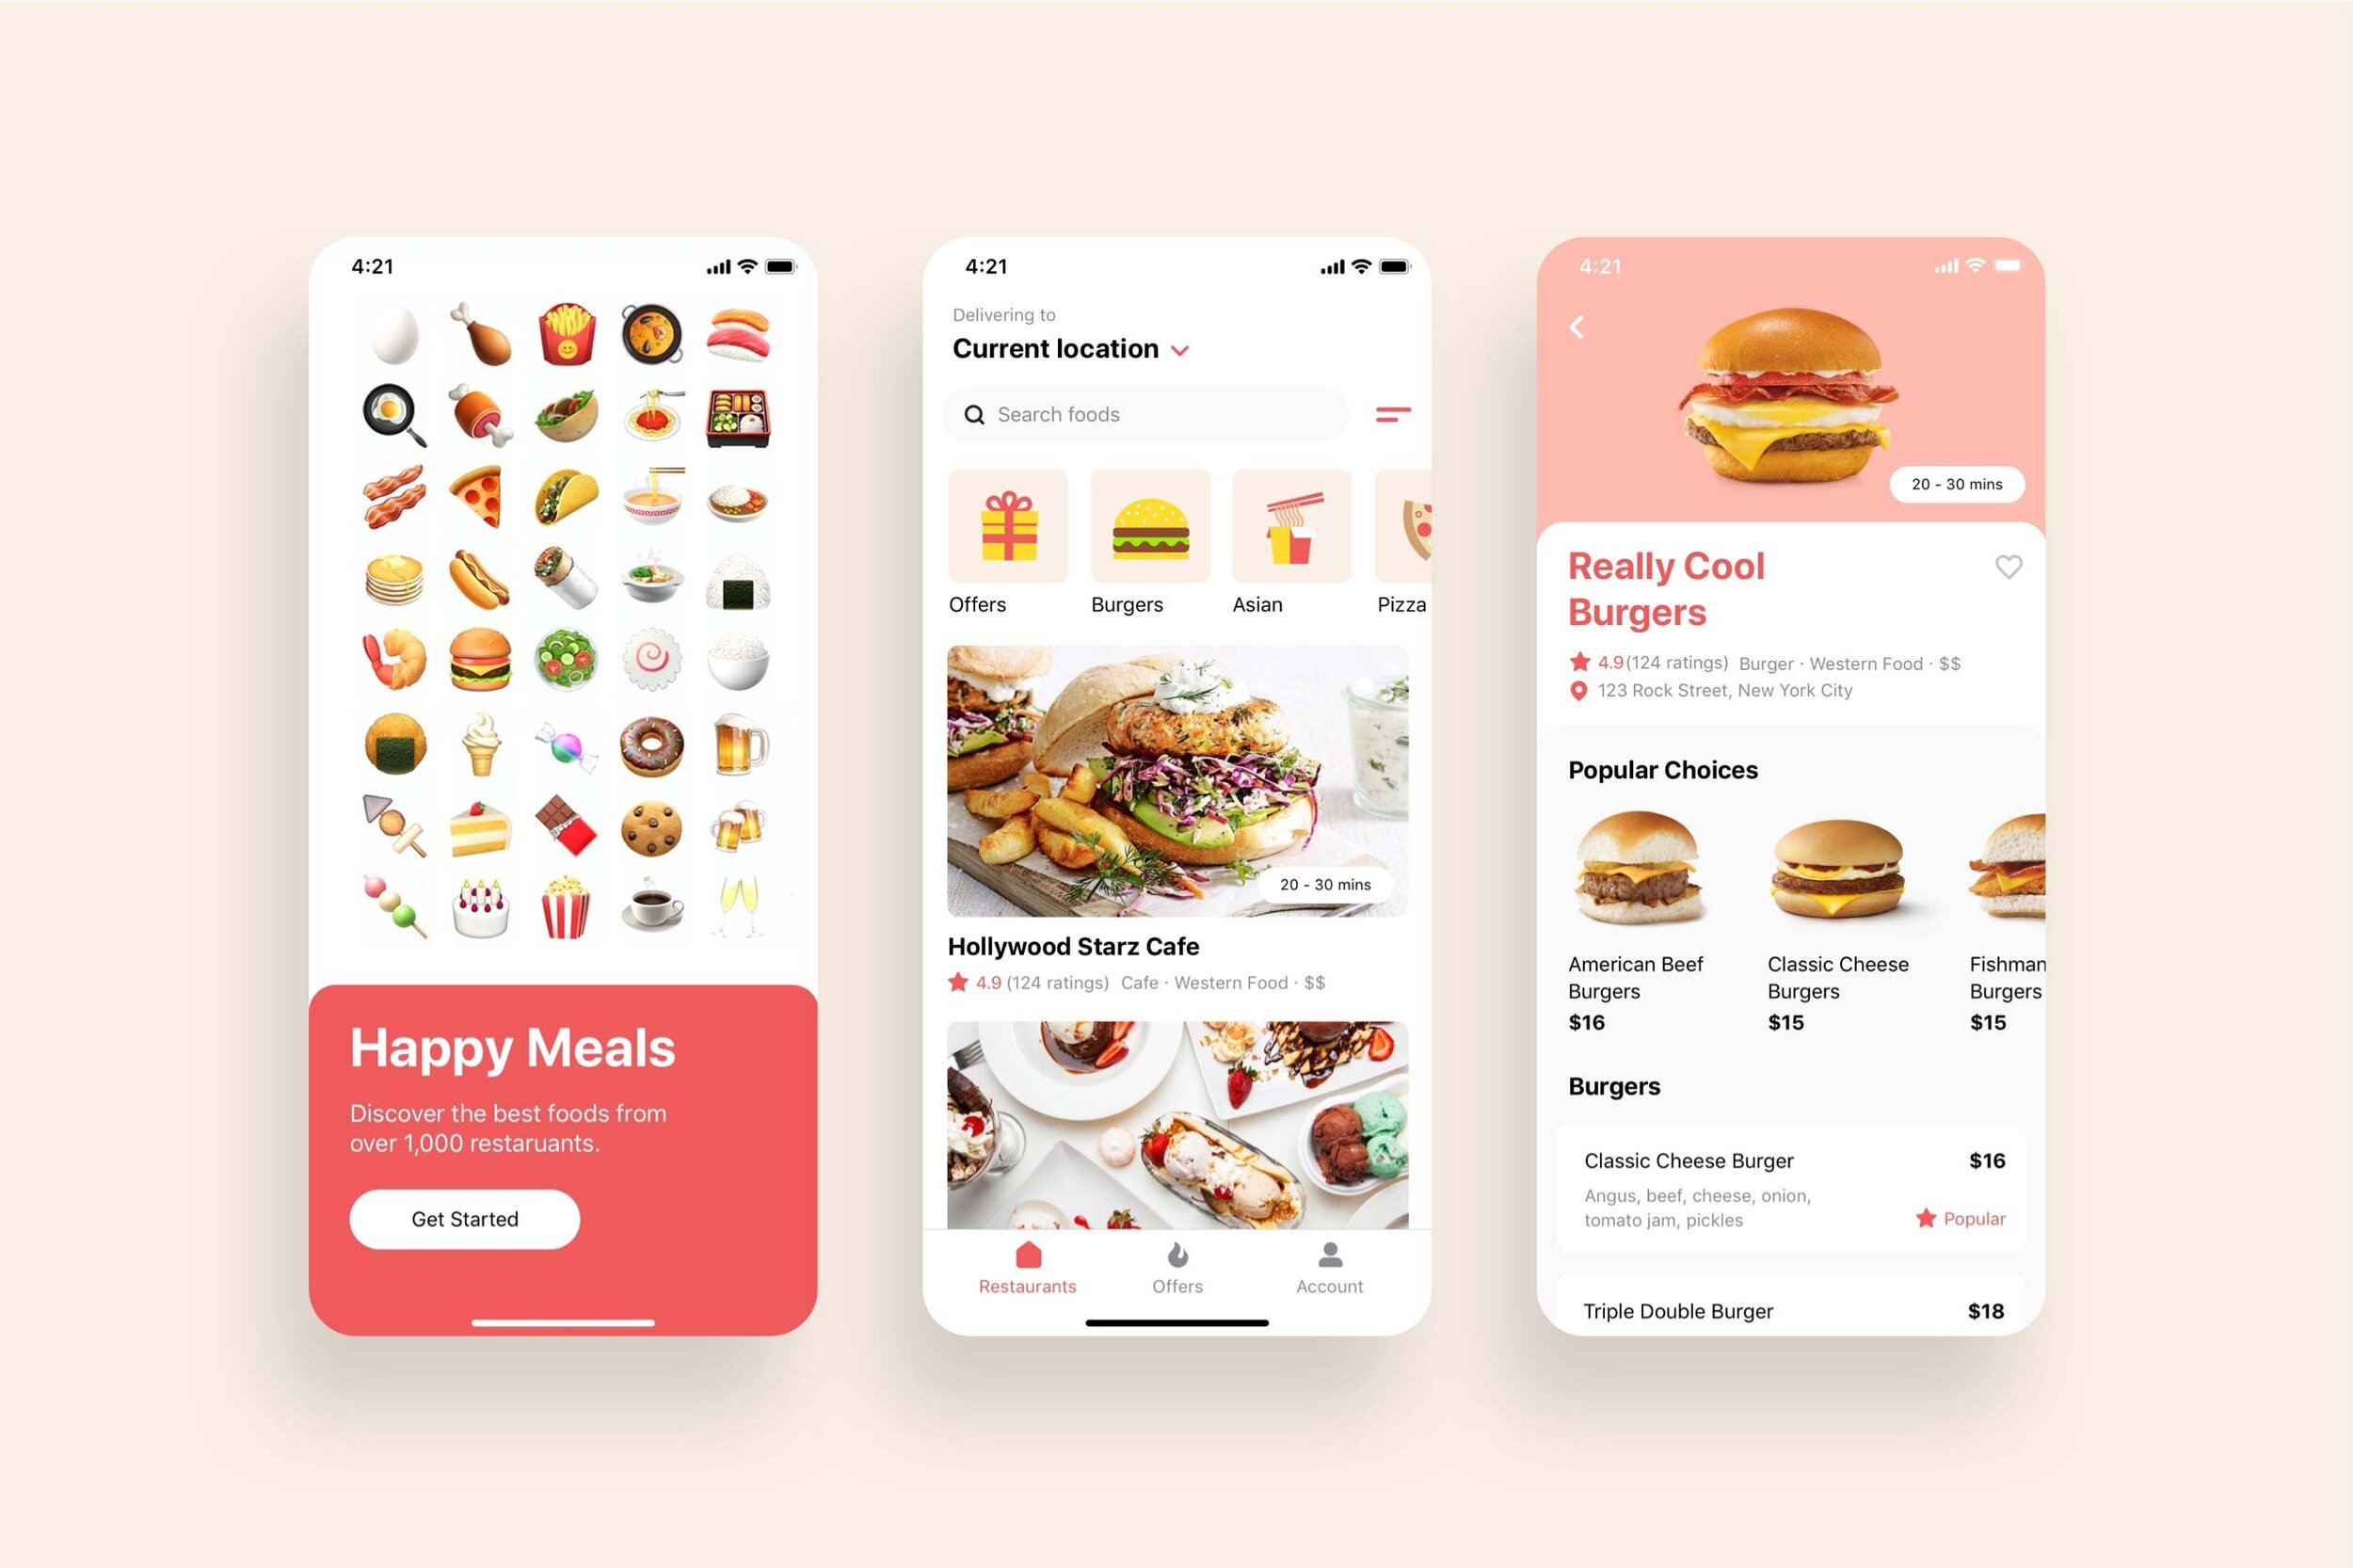 4:21
Happy Meals
Discover the best foods from
over 1,000 restaruants.
Get Started
4:21
Delivering to
Current location
Search foods
Offers
Burgers
Asian
Pizza
20 - 30 mins
Hollywood Starz Cafe
4.9 (124 ratings) Cafe · Western Food · $$
Restaurants
Offers
Account
4:21
20 - 30 mins
Really Cool
Burgers
4.9(124 ratings) Burger · Western Food · $$
123 Rock Street, New York City
Popular Choices
American Beef
Burgers
$16
Classic Cheese
Burgers
$15
Fishman
Burgers
$15
Burgers
Classic Cheese Burger
$16
Angus, beef, cheese, onion,
tomato jam, pickles
Popular
Triple Double Burger
$18